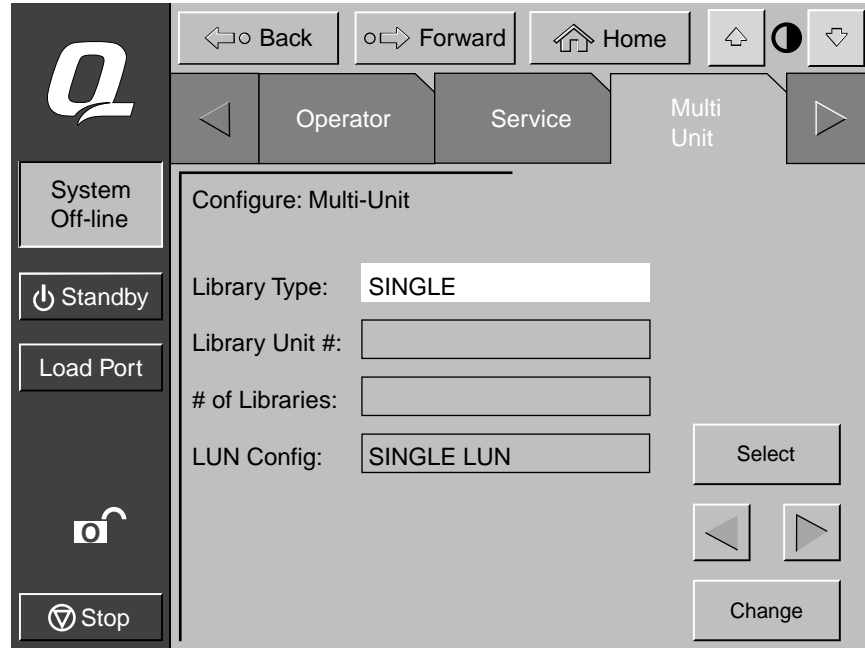 Q
Back
Forward
Home
Operator
Service
Multi
Unit
System
Off-line
Standby
Load Port
Stop
Configure: Multi-Unit
Library Type: SINGLE
Library Unit #:
# of Libraries:
LUN Config: SINGLE LUN
Select
Change